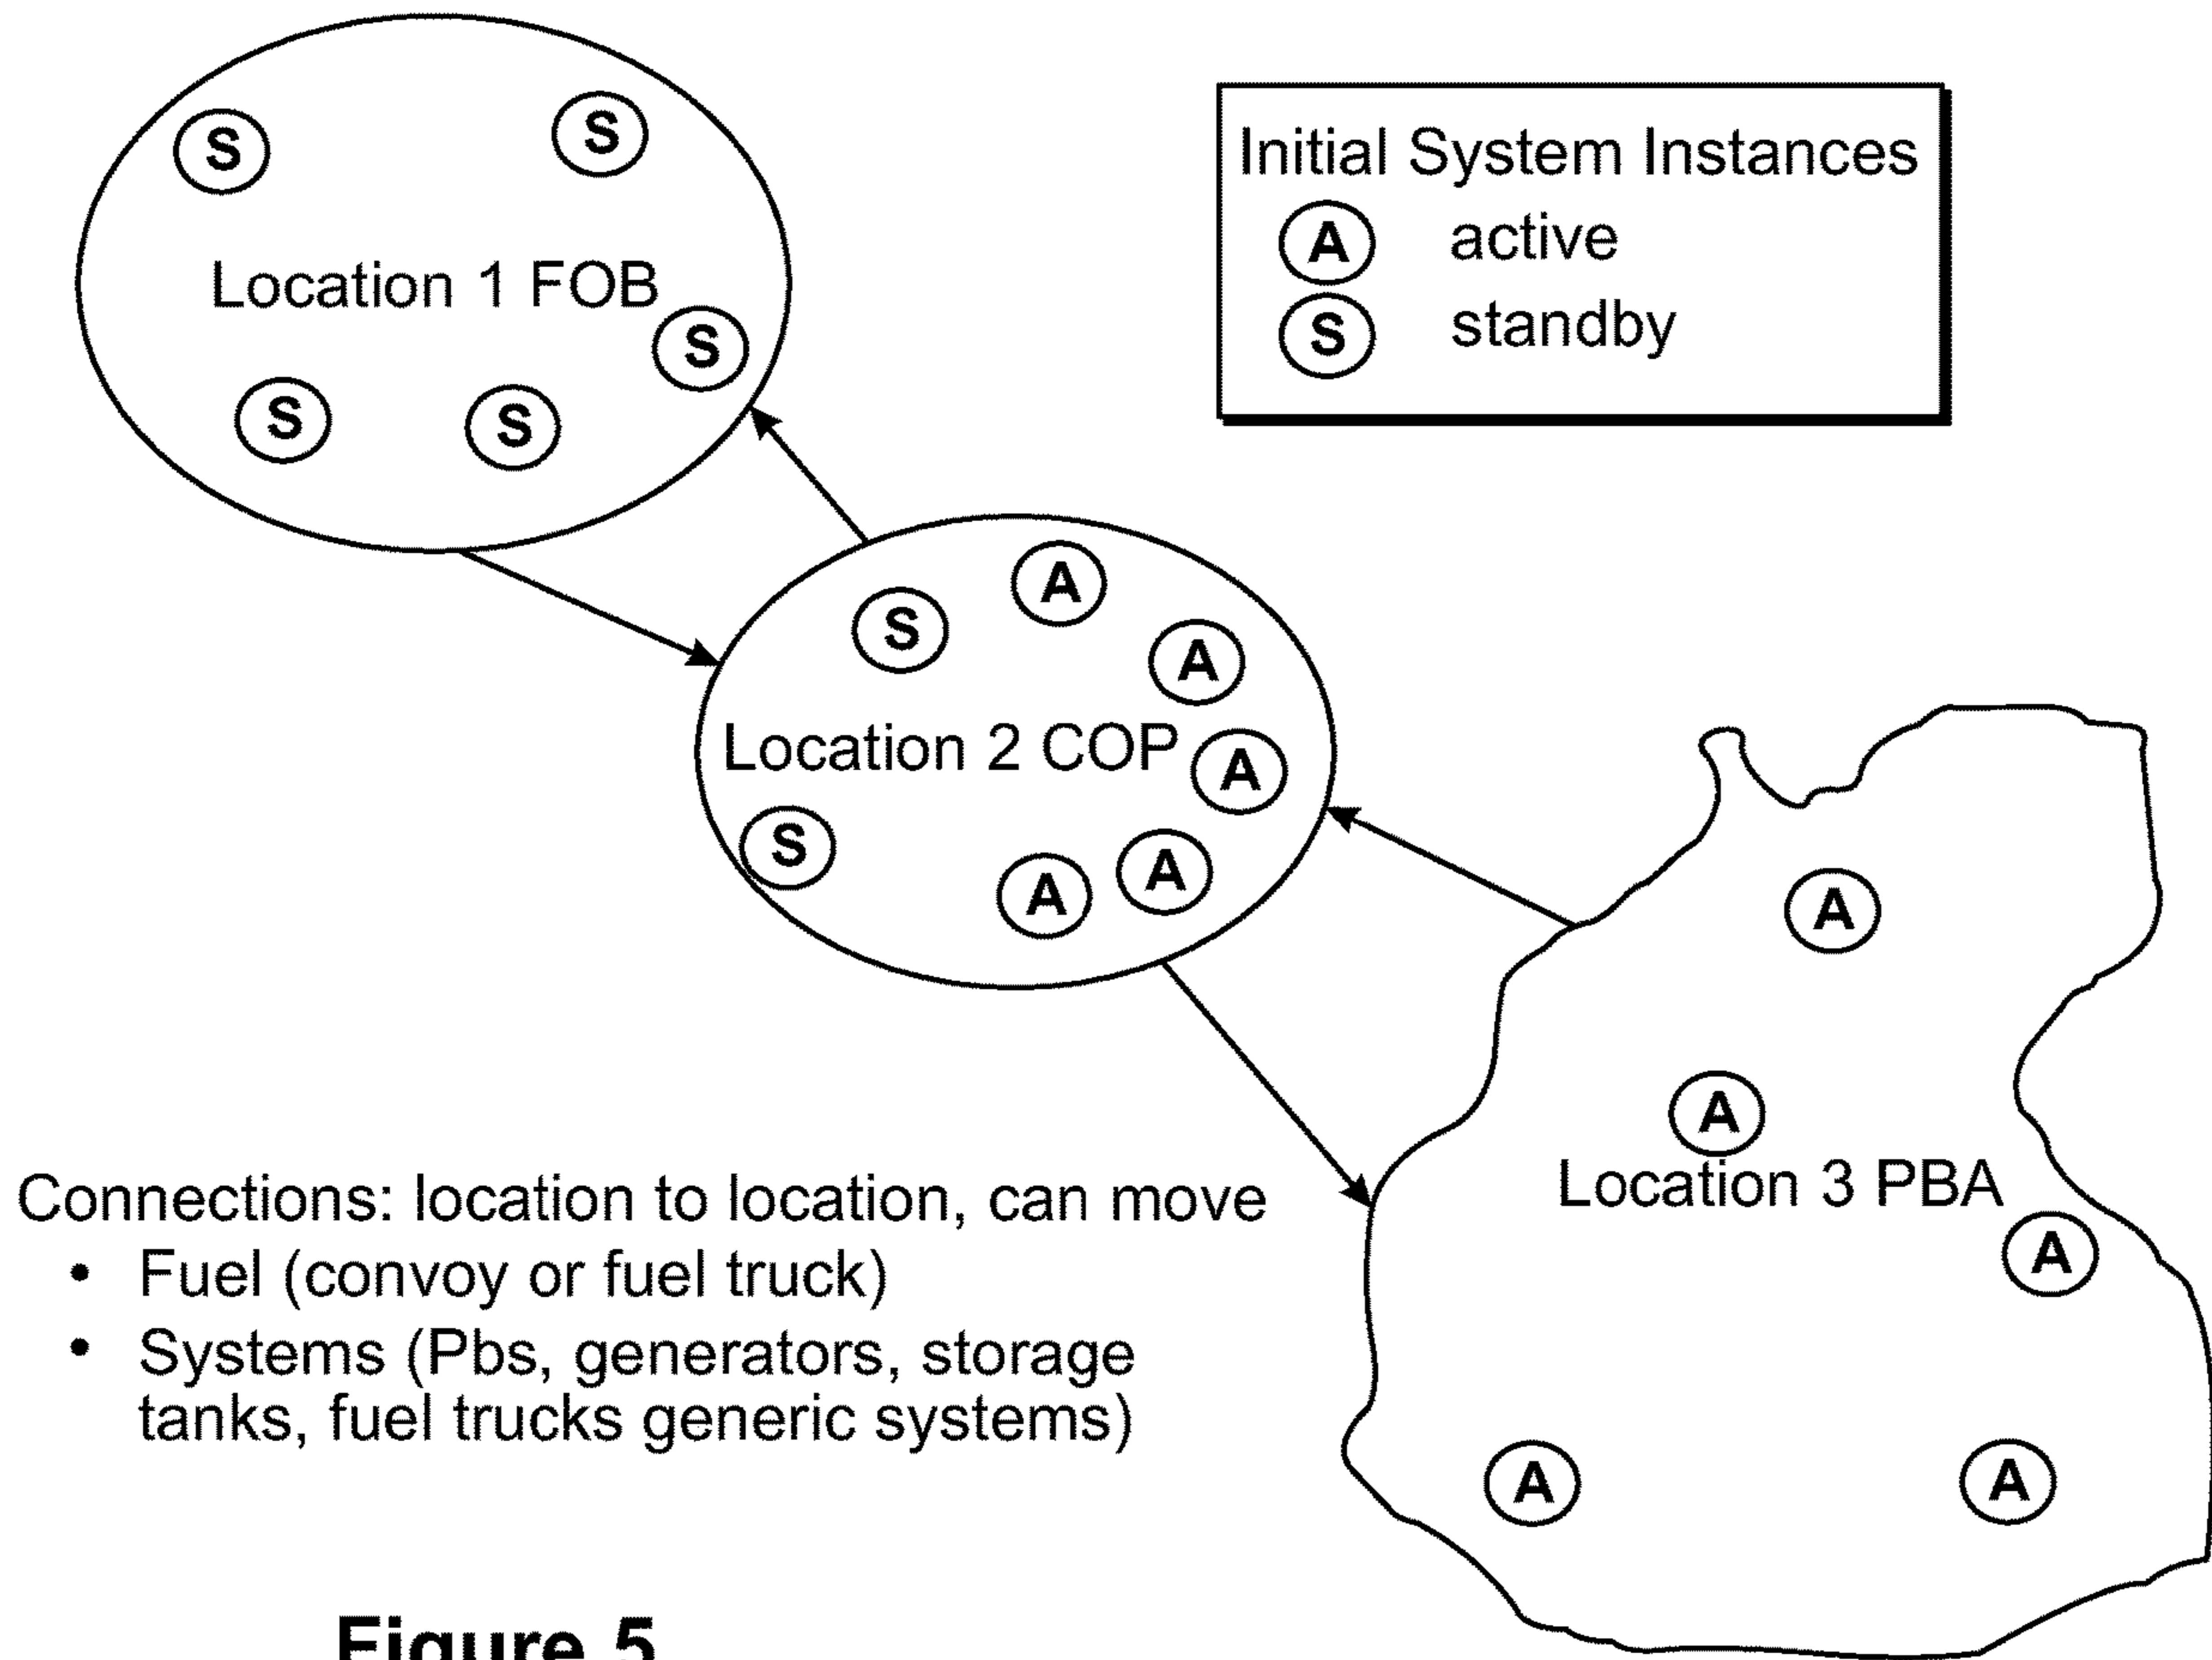 S
S
Location 1 FOB
S
S
S
Initial System Instances
A active
S standby
A
S
A
Location 2 COP
A
S
A
A
A
A
Location 3 PBA
A
A
A
Connections: location to location, can move
• Fuel (convoy or fuel truck)
• Systems (Pbs, generators, storage
tanks, fuel trucks generic systems)
Figure 5